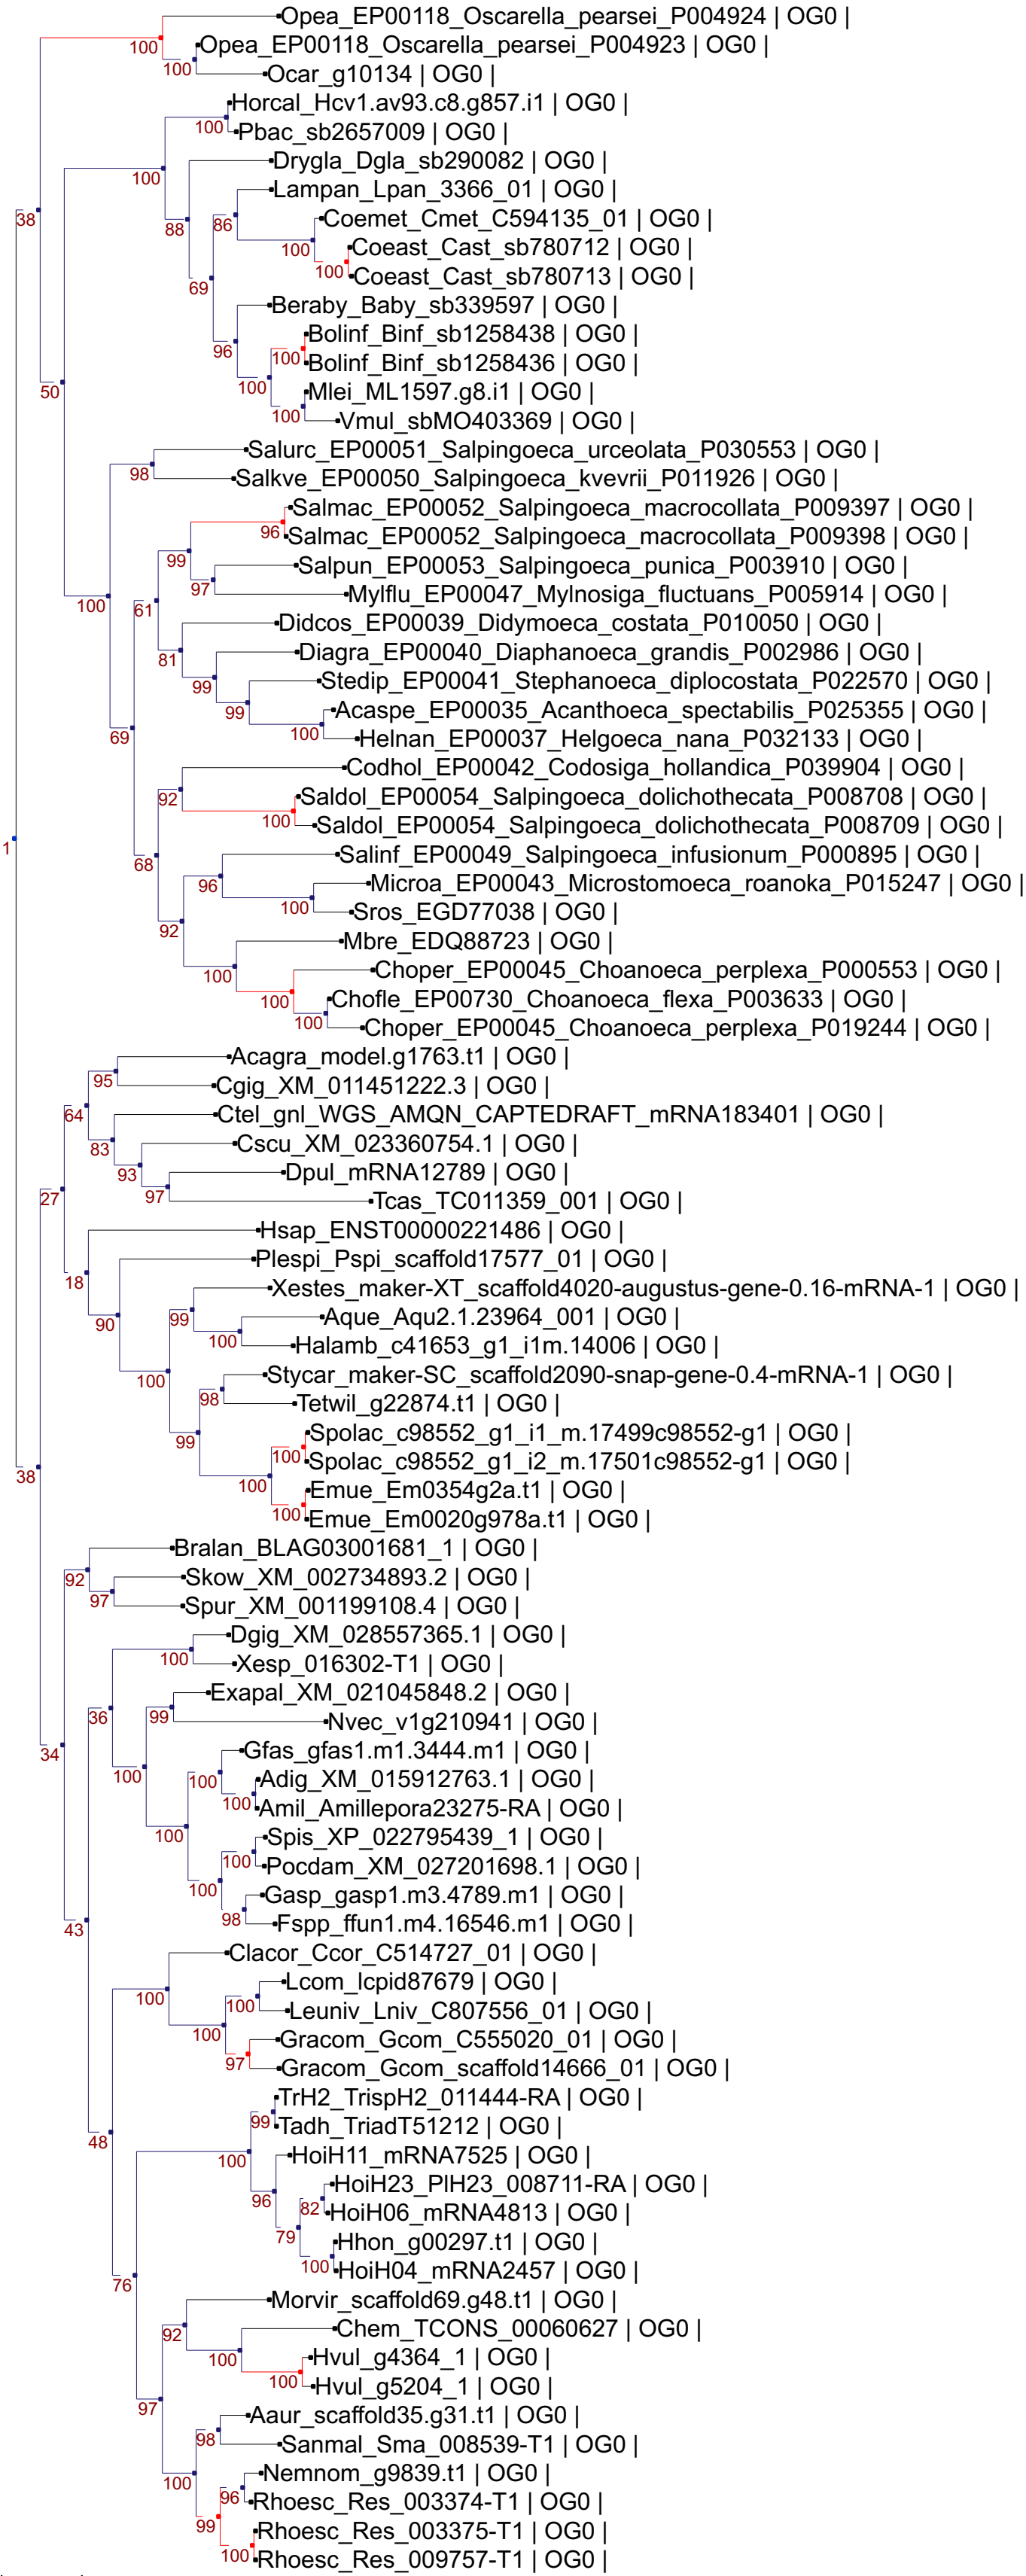 Opea_EP00118_Oscarella_pearsei_P004924 | OG0 |
100
Opea_EP00118_Oscarella_pearsei_P004923 | OG0 |
100
Ocar_g10134 | OG0 |
Horcal_Hcv1.av93.c8.g857.i1 | OG0 |
100
Pbac_sb2657009 | OG0 |
Drygla_Dgla_sb290082 | OG0 |
100
Lampan_Lpan_3366_01 | OG0 |
38
86
Coemet_Cmet_C594135_01 | OG0 |
88
100
Coeast_Cast_sb780712 | OG0 |
100
Coeast_Cast_sb780713 | OG0 |
69
Beraby_Baby_sb339597 | OG0 |
Bolinf_Binf_sb1258438 | OG0 |
96
100
Bolinf_Binf_sb1258436 | OG0 |
100
50
Mlei_ML1597.g8.i1 | OG0 |
100
Vmul_sbMO403369 | OG0 |
Salurc_EP00051_Salpingoeca_urceolata_P030553 | OG0 |
98
Salkve_EP00050_Salpingoeca_kvevrii_P011926 | OG0 |
Salmac_EP00052_Salpingoeca_macrocollata_P009397 | OG0 |
96
Salmac_EP00052_Salpingoeca_macrocollata_P009398 | OG0 |
99
Salpun_EP00053_Salpingoeca_punica_P003910 | OG0 |
97
Mylflu_EP00047_Mylnosiga_fluctuans_P005914 | OG0 |
100
61
Didcos_EP00039_Didymoeca_costata_P010050 | OG0 |
81
Diagra_EP00040_Diaphanoeca_grandis_P002986 | OG0 |
99
Stedip_EP00041_Stephanoeca_diplocostata_P022570 | OG0 |
99
Acaspe_EP00035_Acanthoeca_spectabilis_P025355 | OG0 |
100
69
Helnan_EP00037_Helgoeca_nana_P032133 | OG0 |
Codhol_EP00042_Codosiga_hollandica_P039904 | OG0 |
92
Saldol_EP00054_Salpingoeca_dolichothecata_P008708 | OG0 |
100
Saldol_EP00054_Salpingoeca_dolichothecata_P008709 | OG0 |
1
68
Salinf_EP00049_Salpingoeca_infusionum_P000895 | OG0 |
96
Microa_EP00043_Microstomoeca_roanoka_P015247 | OG0 |
100
Sros_EGD77038 | OG0 |
92
Mbre_EDQ88723 | OG0 |
100
Choper_EP00045_Choanoeca_perplexa_P000553 | OG0 |
100
Chofle_EP00730_Choanoeca_flexa_P003633 | OG0 |
100
Choper_EP00045_Choanoeca_perplexa_P019244 | OG0 |
Acagra_model.g1763.t1 | OG0 |
95
Cgig_XM_011451222.3 | OG0 |
64
Ctel_gnl_WGS_AMQN_CAPTEDRAFT_mRNA183401 | OG0 |
83
Cscu_XM_023360754.1 | OG0 |
93
Dpul_mRNA12789 | OG0 |
97
27
Tcas_TC011359_001 | OG0 |
Hsap_ENST00000221486 | OG0 |
Plespi_Pspi_scaffold17577_01 | OG0 |
18
Xestes_maker-XT_scaffold4020-augustus-gene-0.16-mRNA-1 | OG0 |
90
99
Aque_Aqu2.1.23964_001 | OG0 |
100
Halamb_c41653_g1_i1m.14006 | OG0 |
100
Stycar_maker-SC_scaffold2090-snap-gene-0.4-mRNA-1 | OG0 |
98
Tetwil_g22874.t1 | OG0 |
99
Spolac_c98552_g1_i1_m.17499c98552-g1 | OG0 |
100
Spolac_c98552_g1_i2_m.17501c98552-g1 | OG0 |
38
100
Emue_Em0354g2a.t1 | OG0 |
100
Emue_Em0020g978a.t1 | OG0 |
Bralan_BLAG03001681_1 | OG0 |
92
Skow_XM_002734893.2 | OG0 |
97
Spur_XM_001199108.4 | OG0 |
Dgig_XM_028557365.1 | OG0 |
100
Xesp_016302-T1 | OG0 |
Exapal_XM_021045848.2 | OG0 |
36
99
Nvec_v1g210941 | OG0 |
34
Gfas_gfas1.m1.3444.m1 | OG0 |
100
100
Adig_XM_015912763.1 | OG0 |
100
Amil_Amillepora23275-RA | OG0 |
100
Spis_XP_022795439_1 | OG0 |
100
Pocdam_XM_027201698.1 | OG0 |
100
Gasp_gasp1.m3.4789.m1 | OG0 |
43
98
Fspp_ffun1.m4.16546.m1 | OG0 |
Clacor_Ccor_C514727_01 | OG0 |
Lcom_lcpid87679 | OG0 |
100
100
Leuniv_Lniv_C807556_01 | OG0 |
100
Gracom_Gcom_C555020_01 | OG0 |
97
Gracom_Gcom_scaffold14666_01 | OG0 |
TrH2_TrispH2_011444-RA | OG0 |
99
Tadh_TriadT51212 | OG0 |
48
100
HoiH11_mRNA7525 | OG0 |
96
HoiH23_PlH23_008711-RA | OG0 |
82
HoiH06_mRNA4813 | OG0 |
79
Hhon_g00297.t1 | OG0 |
100
HoiH04_mRNA2457 | OG0 |
76
Morvir_scaffold69.g48.t1 | OG0 |
92
Chem_TCONS_00060627 | OG0 |
100
Hvul_g4364_1 | OG0 |
100
Hvul_g5204_1 | OG0 |
97
Aaur_scaffold35.g31.t1 | OG0 |
98
Sanmal_Sma_008539-T1 | OG0 |
100
Nemnom_g9839.t1 | OG0 |
96
Rhoesc_Res_003374-T1 | OG0 |
99
Rhoesc_Res_003375-T1 | OG0 |
100
Rhoesc_Res_009757-T1 | OG0 |